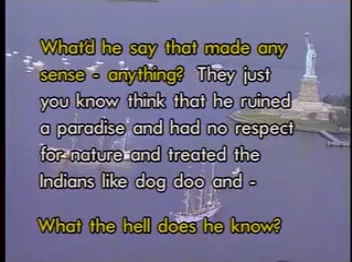 What'd he say that made any
sense - anything? They just
you know think that he ruined
a paradise and had no respect
for nature and treated the
Indians like dog doo and -
What the hell does he know?